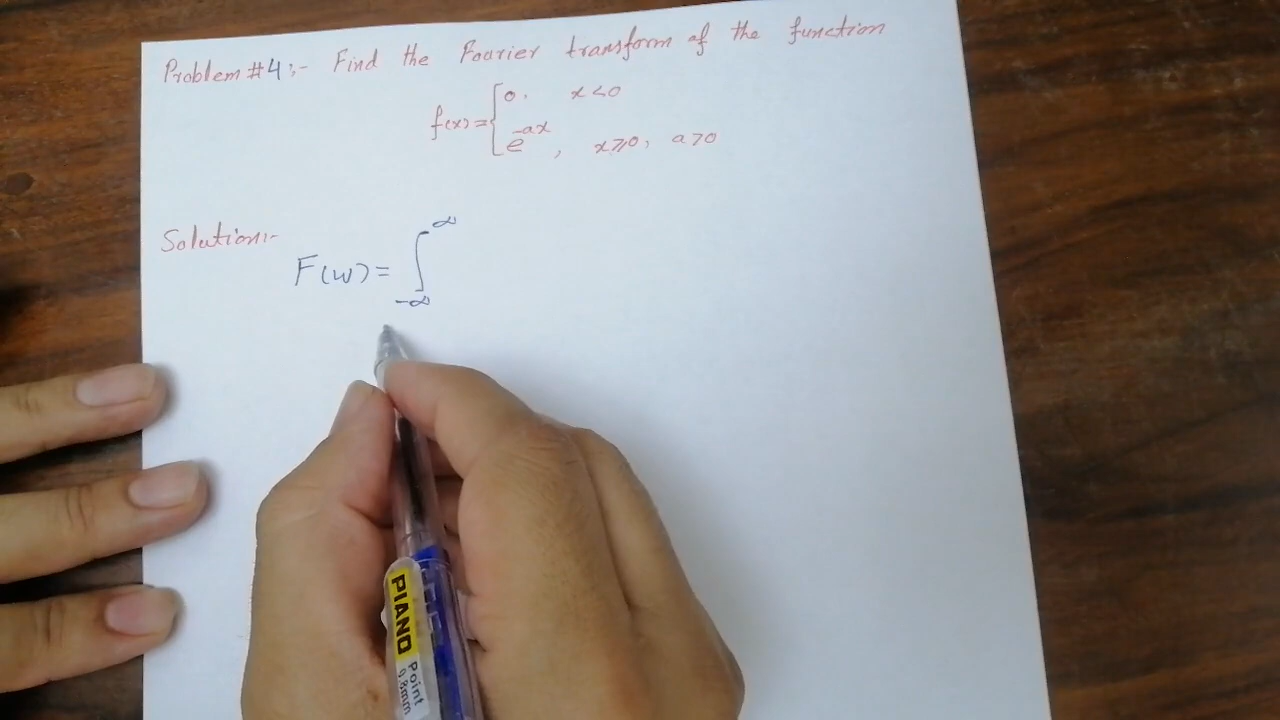 Problem #4:- Find the Fourier transform of the function
f(x) = { 0, x<0
e^-ax, x≥0, a>0
Solution:-
F(w) = ∫_-∞^∞
PIANO
Point
0.8mm